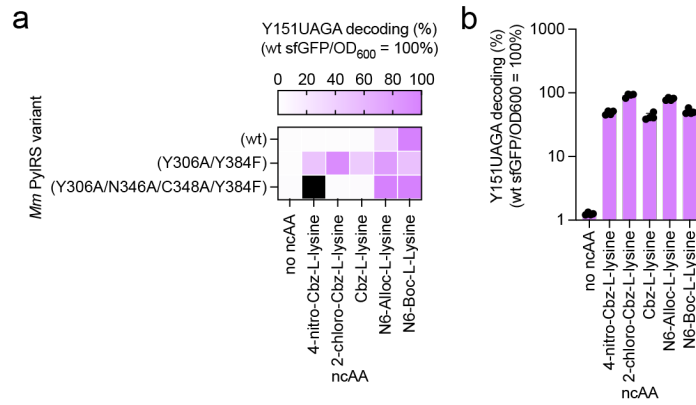 a
Y151UAGA decoding (%)
(wt sfGFP/OD600 = 100%)
0 20 40 60 80 100
Mm PylRS variant
(wt)
(Y306A/Y384F)
(Y306A/N346A/C348A/Y384F)
no ncAA
4-nitro-Cbz-L-lysine
2-chloro-Cbz-L-lysine
Cbz-L-lysine
N6-Alloc-L-lysine
N6-Boc-L-Lysine
ncAA
b
Y151UAGA decoding (%)
(wt sfGFP/OD600 = 100%)
1000
100
10
1
no ncAA
4-nitro-Cbz-L-lysine
2-chloro-Cbz-L-lysine
Cbz-L-lysine
N6-Alloc-L-lysine
N6-Boc-L-Lysine
ncAA